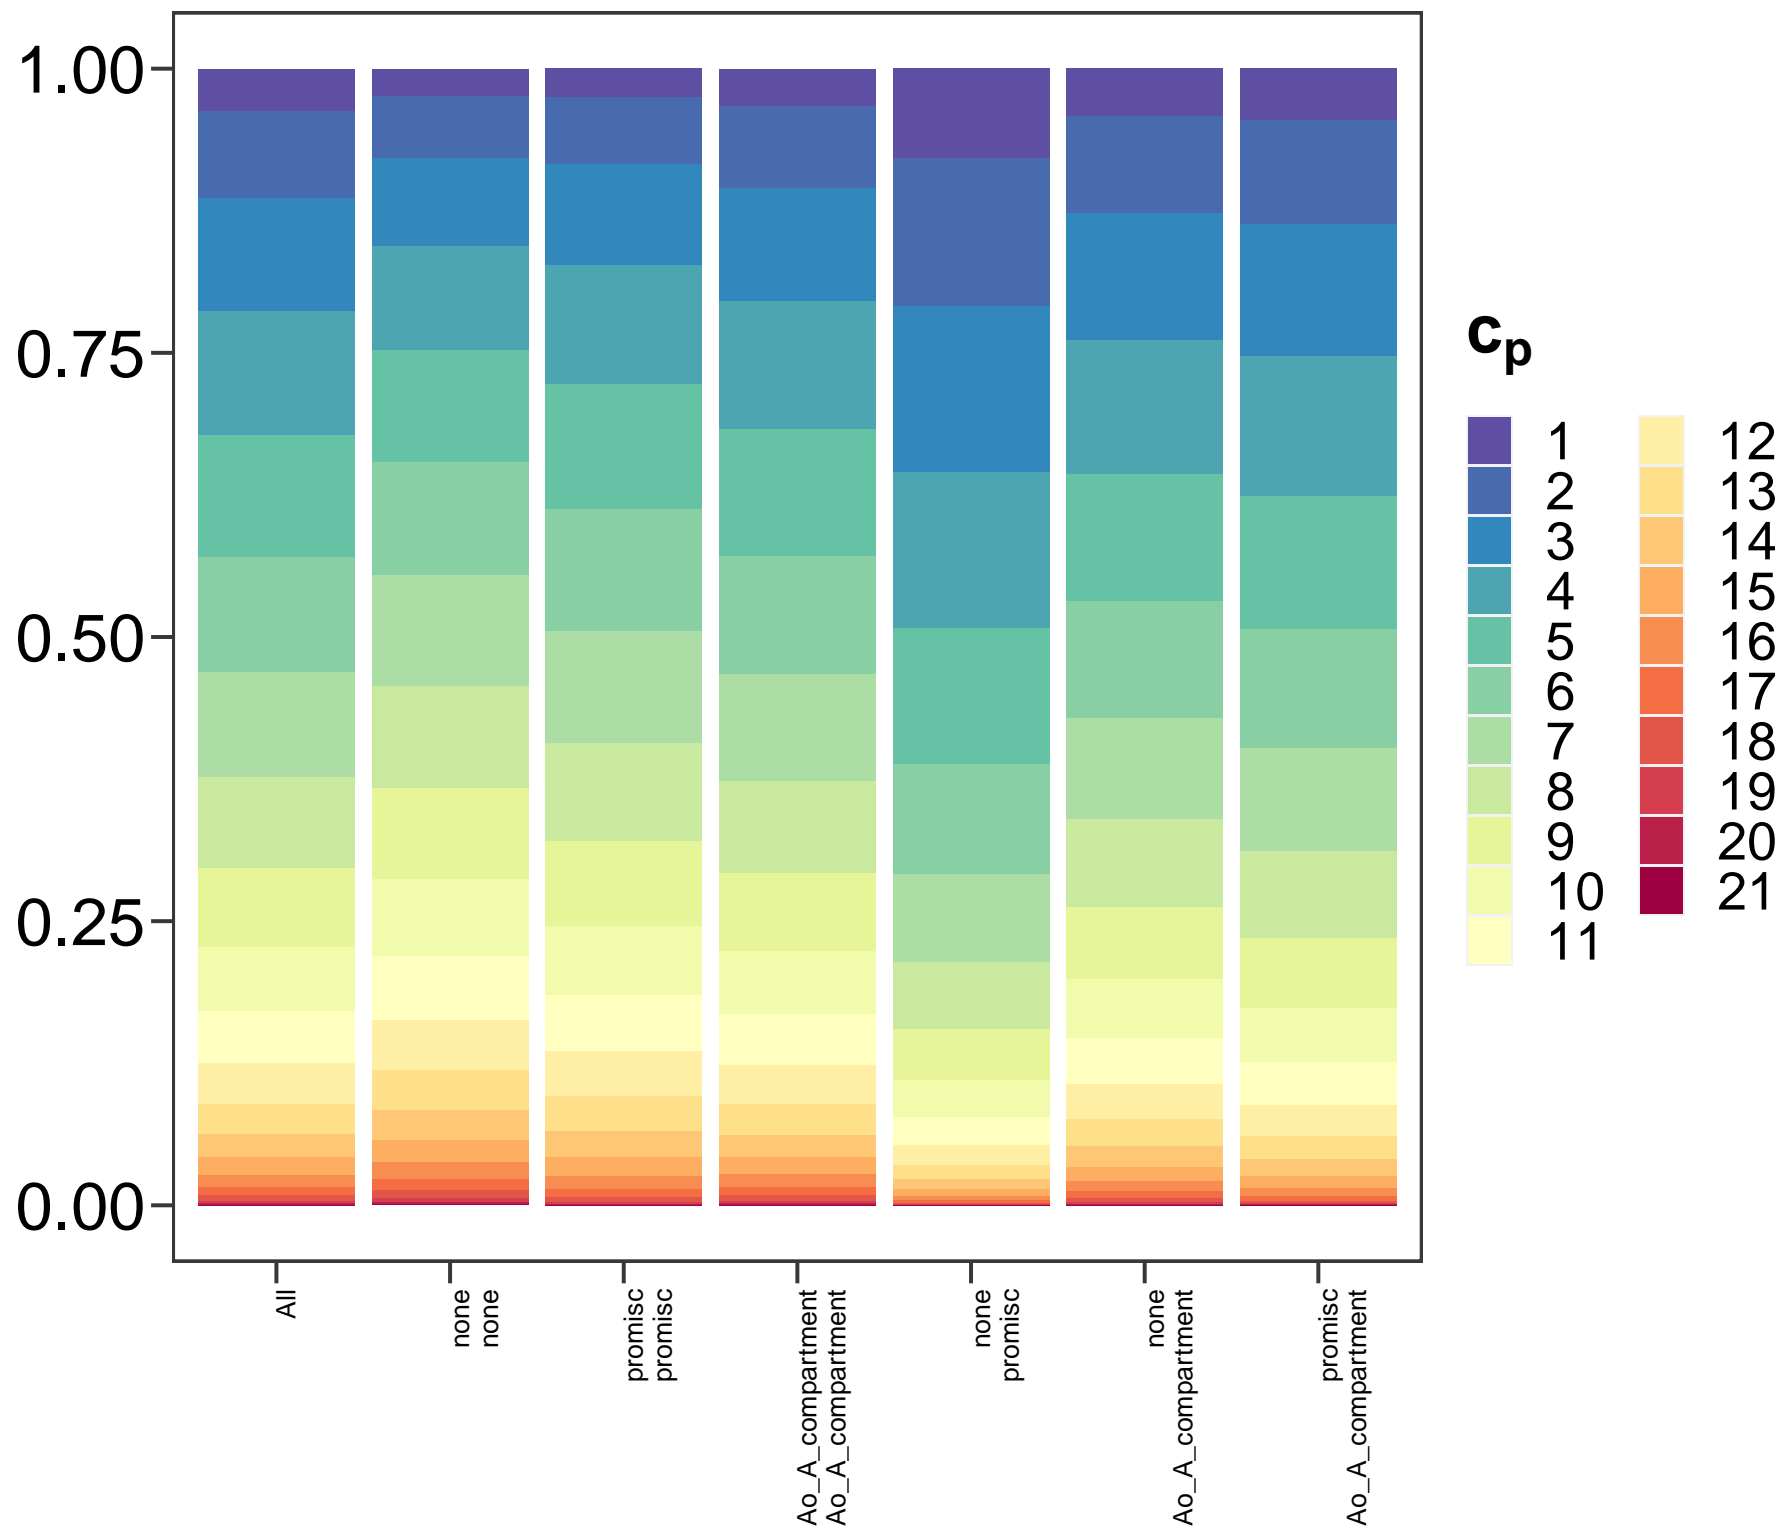 1.00
0.75
0.50
0.25
0.00
All
none
none
promisc
promisc
Ao_A_compartment
Ao_A_compartment
none
promisc
none
Ao_A_compartment
promisc
Ao_A_compartment
cp
1
2
3
4
5
6
7
8
9
10
11
12
13
14
15
16
17
18
19
20
21